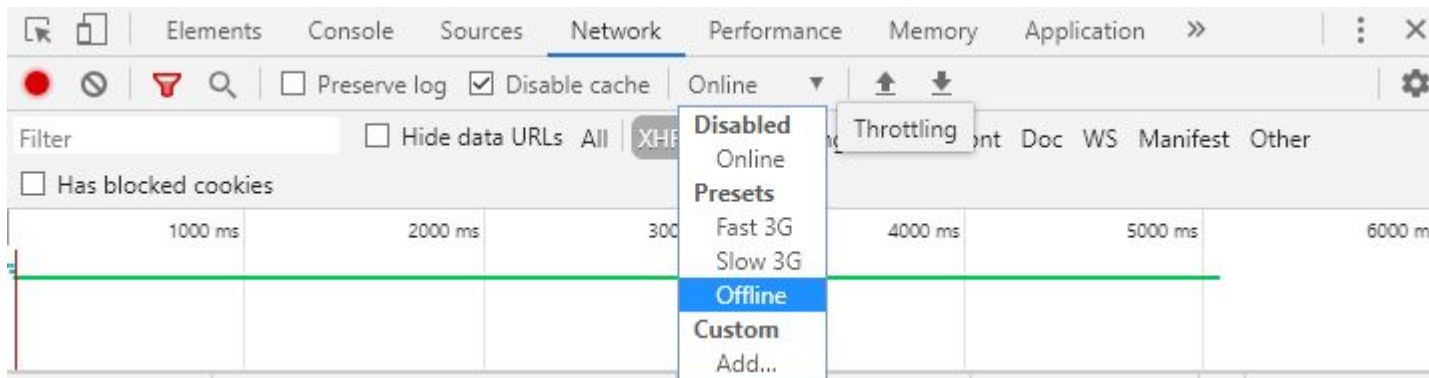 Elements Console Sources Network Performance Memory Application »
Preserve log Disable cache Online
Disabled
Throttling
Filter Hide data URLs All Doc WS Manifest Other
Online
Has blocked cookies
Presets
Fast 3G
1000 ms 2000 ms 4000 ms 5000 ms 6000 m
Slow 3G
Offline
Custom
Add...